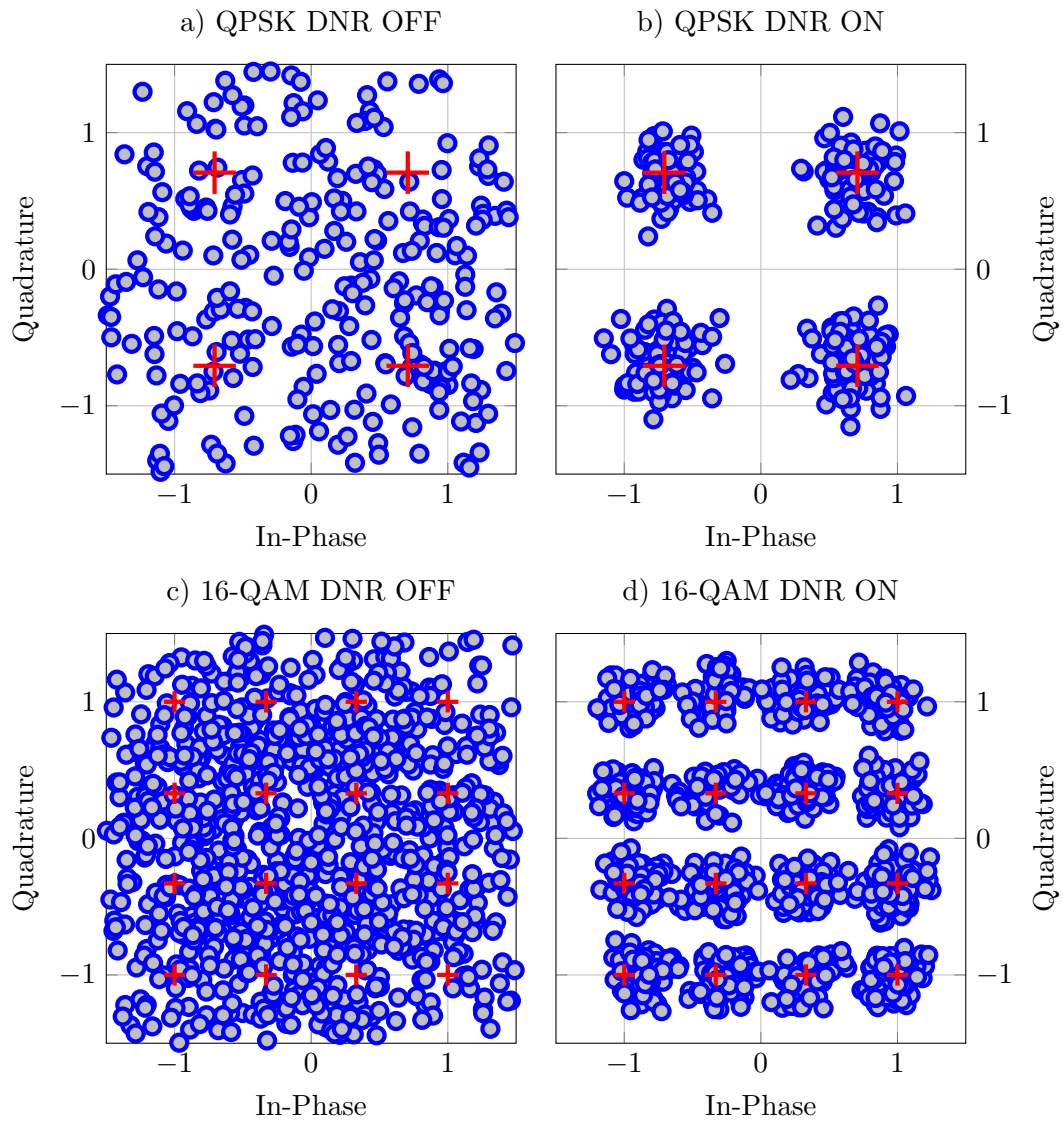 a) QPSK DNR OFF
b) QPSK DNR ON
1
0
−1
Quadrature
−1 0 1
In-Phase
−1 0 1
In-Phase
1
−1
Quadrature
c) 16-QAM DNR OFF
d) 16-QAM DNR ON
1
0
−1
Quadrature
−1 0 1
In-Phase
−1 0 1
In-Phase
1
0
−1
Quadrature